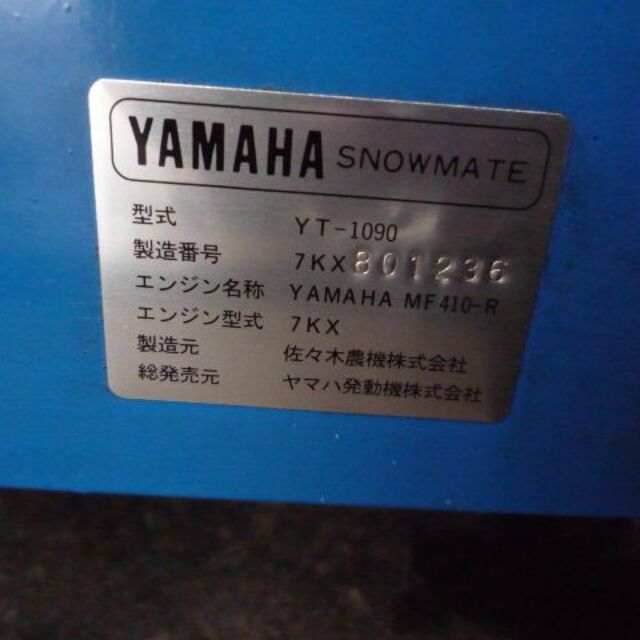 YAMAHA SNOWMATE
型式 YT-1090
製造番号 7KX801236
エンジン名称 YAMAHA MF410-R
エンジン型式 7KX
製造元 佐々木農機株式会社
総発売元 ヤマハ発動機株式会社